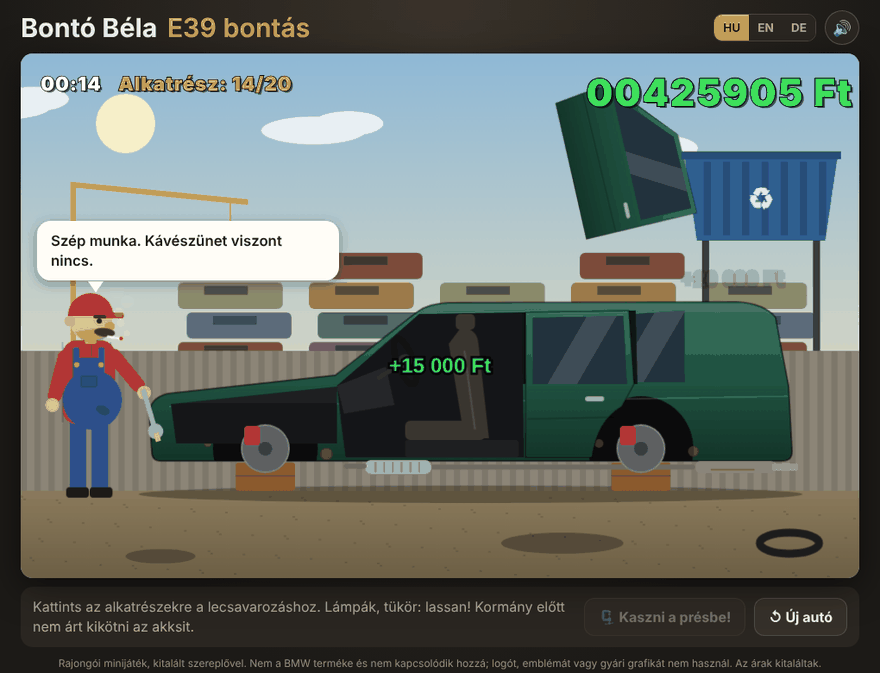 Bontó Béla E39 bontás
HU EN DE
00:14 Alkatrész: 14/20
00425905 Ft
Szép munka. Kávészünet viszont
nincs.
+15 000 Ft
Kattints az alkatrészekre a lecsavarozáshoz. Lámpák, tükör: lassan! Kormány előtt
nem árt kikötni az akksit.
Kaszni a présbe!
Új autó
Rajongói minijáték, kitalált szereplővel. Nem a BMW terméke és nem kapcsolódik hozzá; logót, emblémát vagy gyári grafikát nem használ. Az árak kitaláltak.